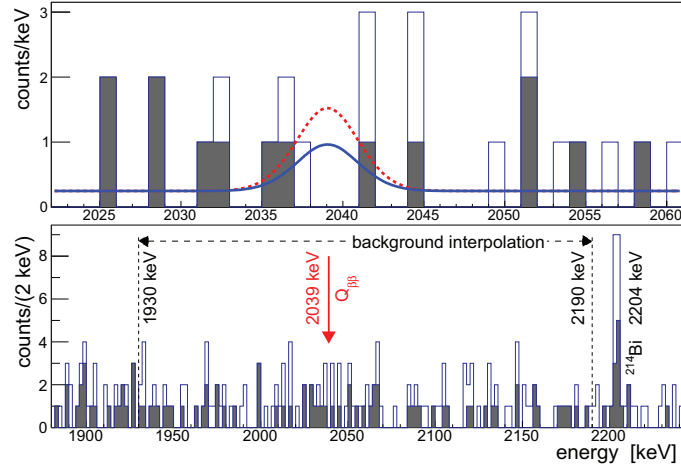 counts/keV
3
2
1
0
2025 2030 2035 2040 2045 2050 2055 2060
counts/(2 keV)
8
6
4
2
0
background interpolation
1930 keV
2039 keV
Qββ
2190 keV
2204 keV
214Bi
1900 1950 2000 2050 2100 2150 2200
energy [keV]